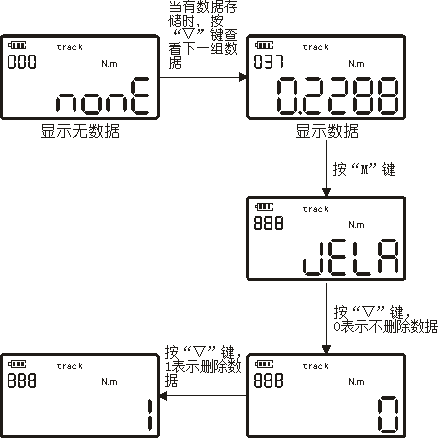 当有数据存
储时，按
“▽”键查
看下一组数
据
track
000
N.m
nonE
显示无数据
track
037
N.m
0.2288
显示数据
按“M”键
track
888
N.m
JELA
按“▽”键，
0表示不删除数据
track
888
N.m
0
按“▽”键，
1表示删除数
据
track
888
N.m
1